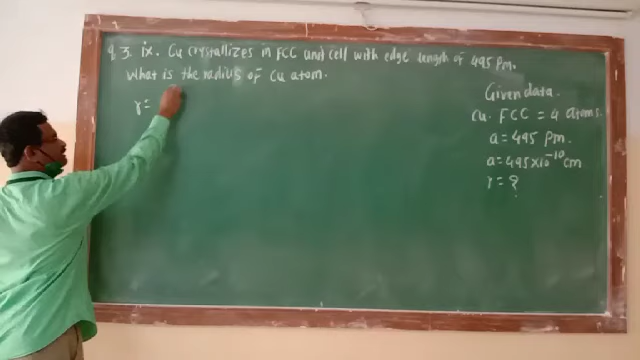 Q 3. ix. Cu crystallizes in FCC unit cell with edge length of 495 pm.
What is the radius of Cu atom.
r =
Given data.
Cu. FCC = 4 atoms.
a = 495 pm.
a = 495 × 10⁻¹⁰ cm
r = ?